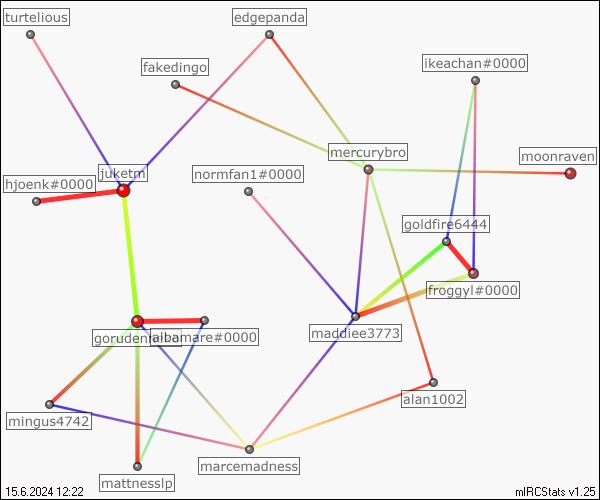 turtelious
edgepanda
fakedingo
ikeachan#0000
mercurybro
moonraven
juketm
hjoenk#0000
normfan1#0000
goldfire6444
froggyl#0000
maddiee3773
albamare#0000
alan1002
mingus4742
marcemadness
mattnesslp
15.6.2024 12:22
mIRCStats v1.25